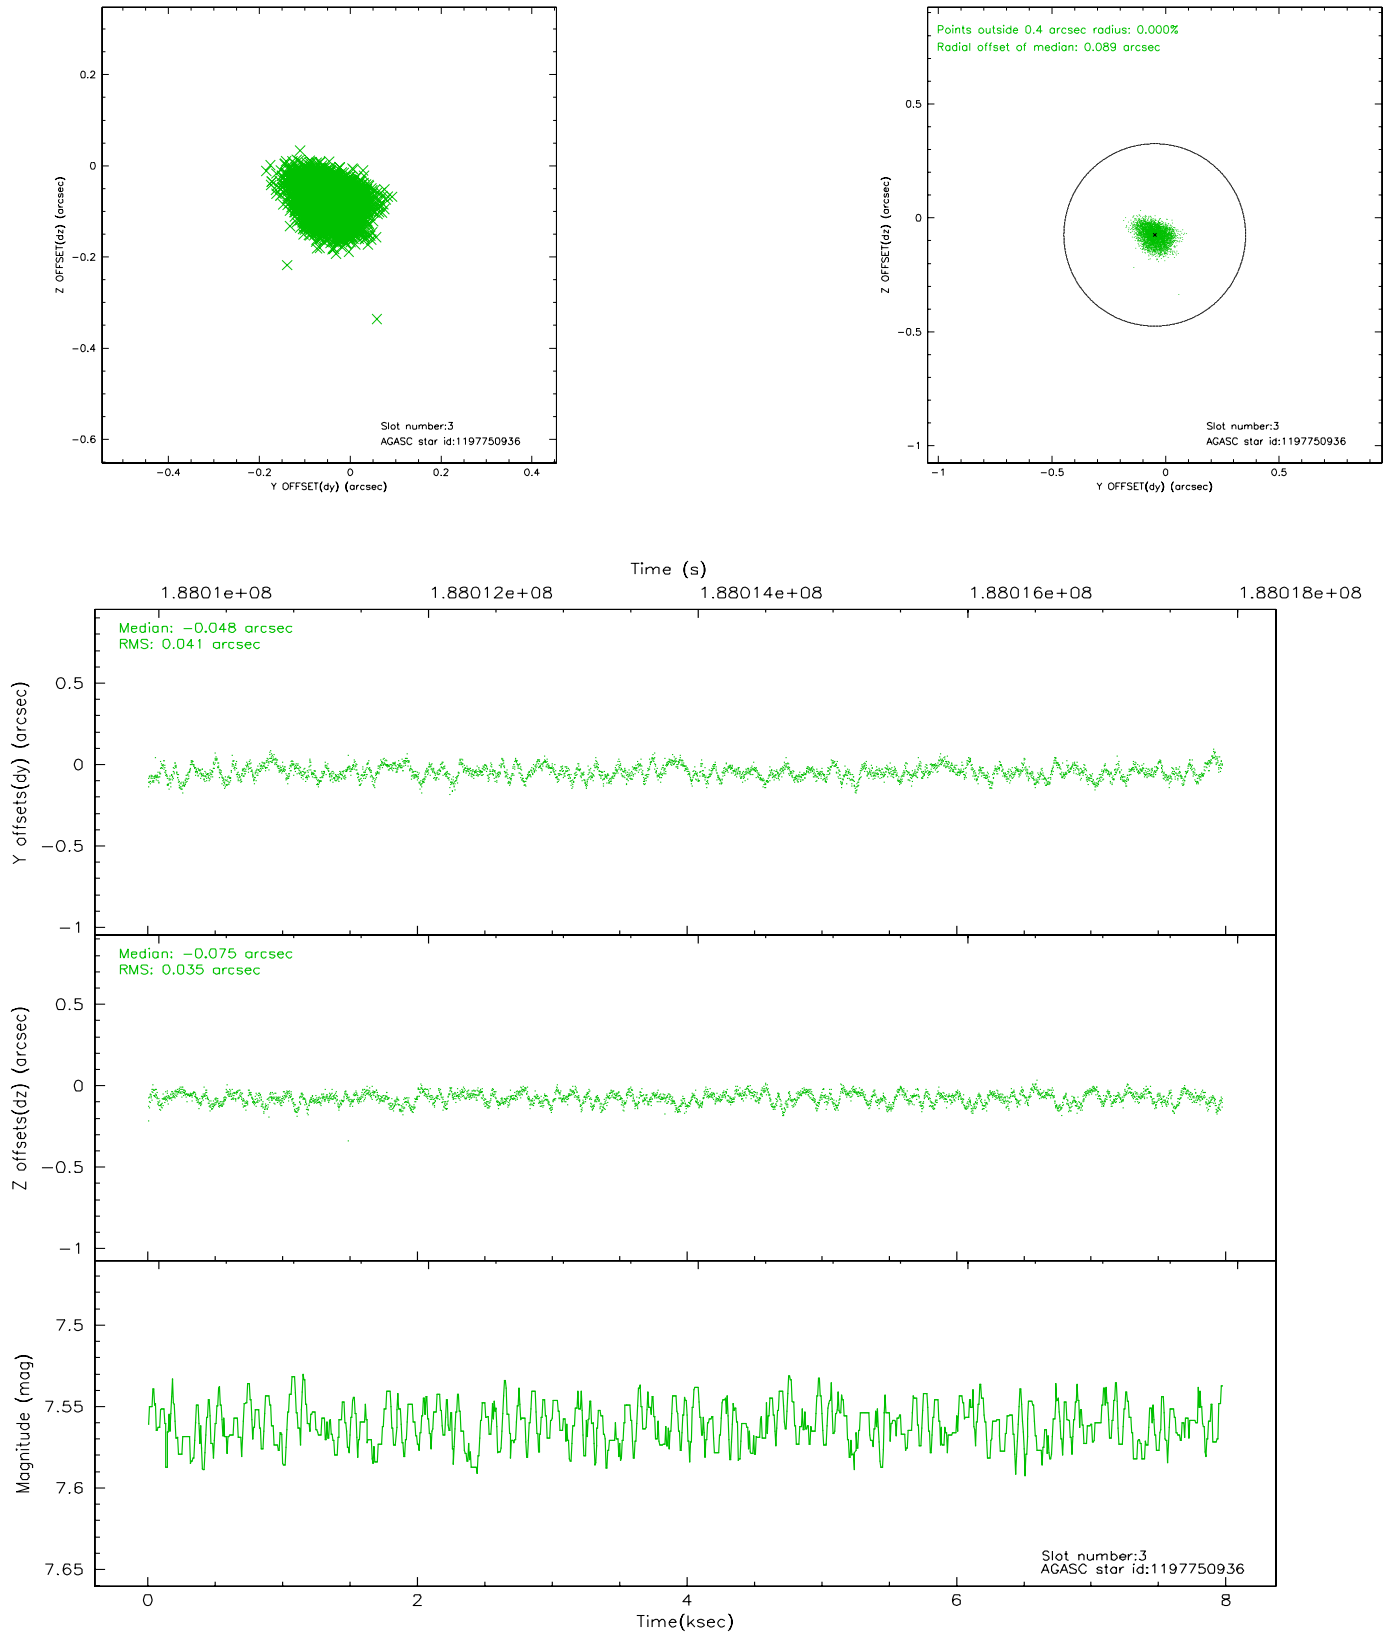 0.2
0
−0.2
−0.4
−0.6
Z OFFSET(dz) (arcsec)
Slot number:3
AGASC star id:1197750936
−0.4
−0.2
0
0.2
0.4
Y OFFSET(dy) (arcsec)
Points outside 0.4 arcsec radius: 0.000%
Radial offset of median: 0.089 arcsec
0.5
0
−0.5
−1
Z OFFSET(dz) (arcsec)
Slot number:3
AGASC star id:1197750936
−1
−0.5
0
0.5
Y OFFSET(dy) (arcsec)
Time (s)
1.8801e+08
1.88012e+08
1.88014e+08
1.88016e+08
1.88018e+08
Median: −0.048 arcsec
RMS: 0.041 arcsec
0.5
0
−0.5
−1
Y offsets(dy) (arcsec)
Median: −0.075 arcsec
RMS: 0.035 arcsec
0.5
0
−0.5
−1
Z offsets(dz) (arcsec)
7.5
7.55
7.6
7.65
Magnitude (mag)
Slot number:3
AGASC star id:1197750936
0
2
4
6
8
Time(ksec)